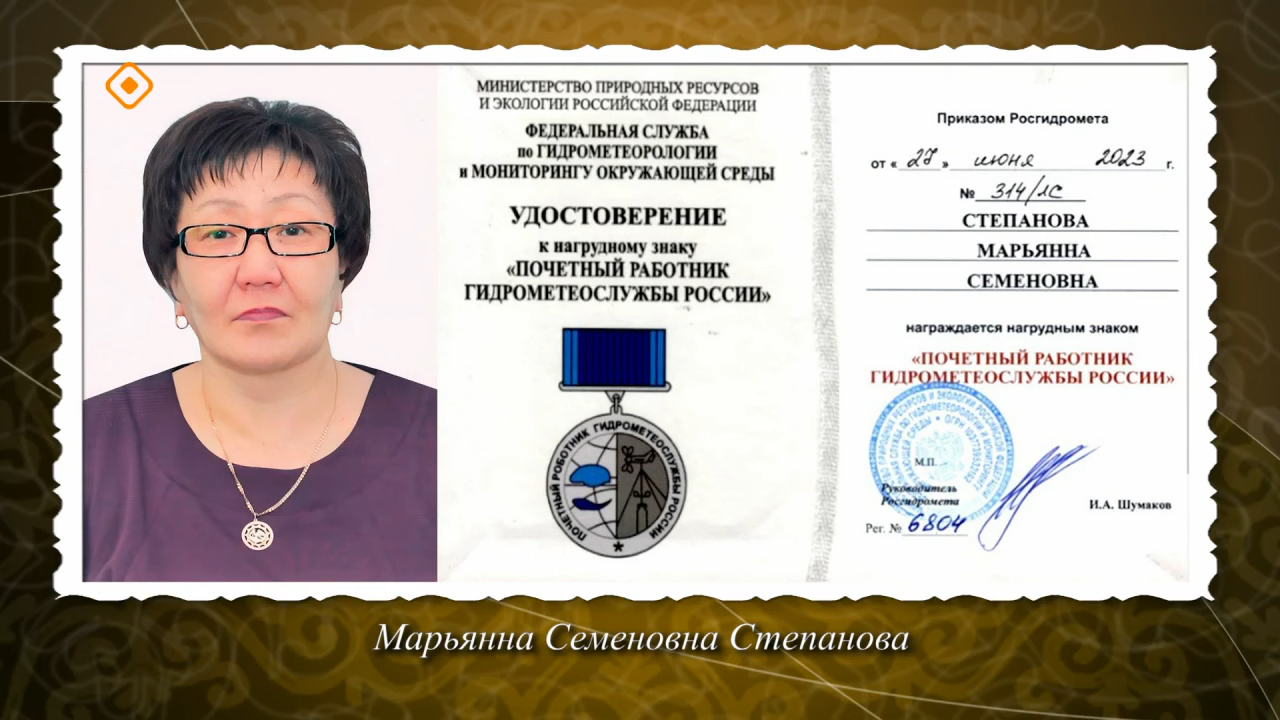 МИНИСТЕРСТВО ПРИРОДНЫХ РЕСУРСОВ
И ЭКОЛОГИИ РОССИЙСКОЙ ФЕДЕРАЦИИ
ФЕДЕРАЛЬНАЯ СЛУЖБА
по ГИДРОМЕТЕОРОЛОГИИ
и МОНИТОРИНГУ ОКРУЖАЮЩЕЙ СРЕДЫ
УДОСТОВЕРЕНИЕ
к нагрудному знаку
«ПОЧЕТНЫЙ РАБОТНИК
ГИДРОМЕТЕОСЛУЖБЫ РОССИИ»
ПОЧЕТНЫЙ РОБОТНИК ГИДРОМЕТЕОСЛУЖБЫ РОССИИ
Приказом Росгидромета
от «27» июня 2023 г.
№ 314/лс
СТЕПАНОВА
МАРЬЯННА
СЕМЕНОВНА
награждается нагрудным знаком
«ПОЧЕТНЫЙ РАБОТНИК
ГИДРОМЕТЕОСЛУЖБЫ РОССИИ»
М.П.
Руководитель
Росгидромета
И.А. Шумаков
Рег. № 6804
Марьянна Семеновна Степанова